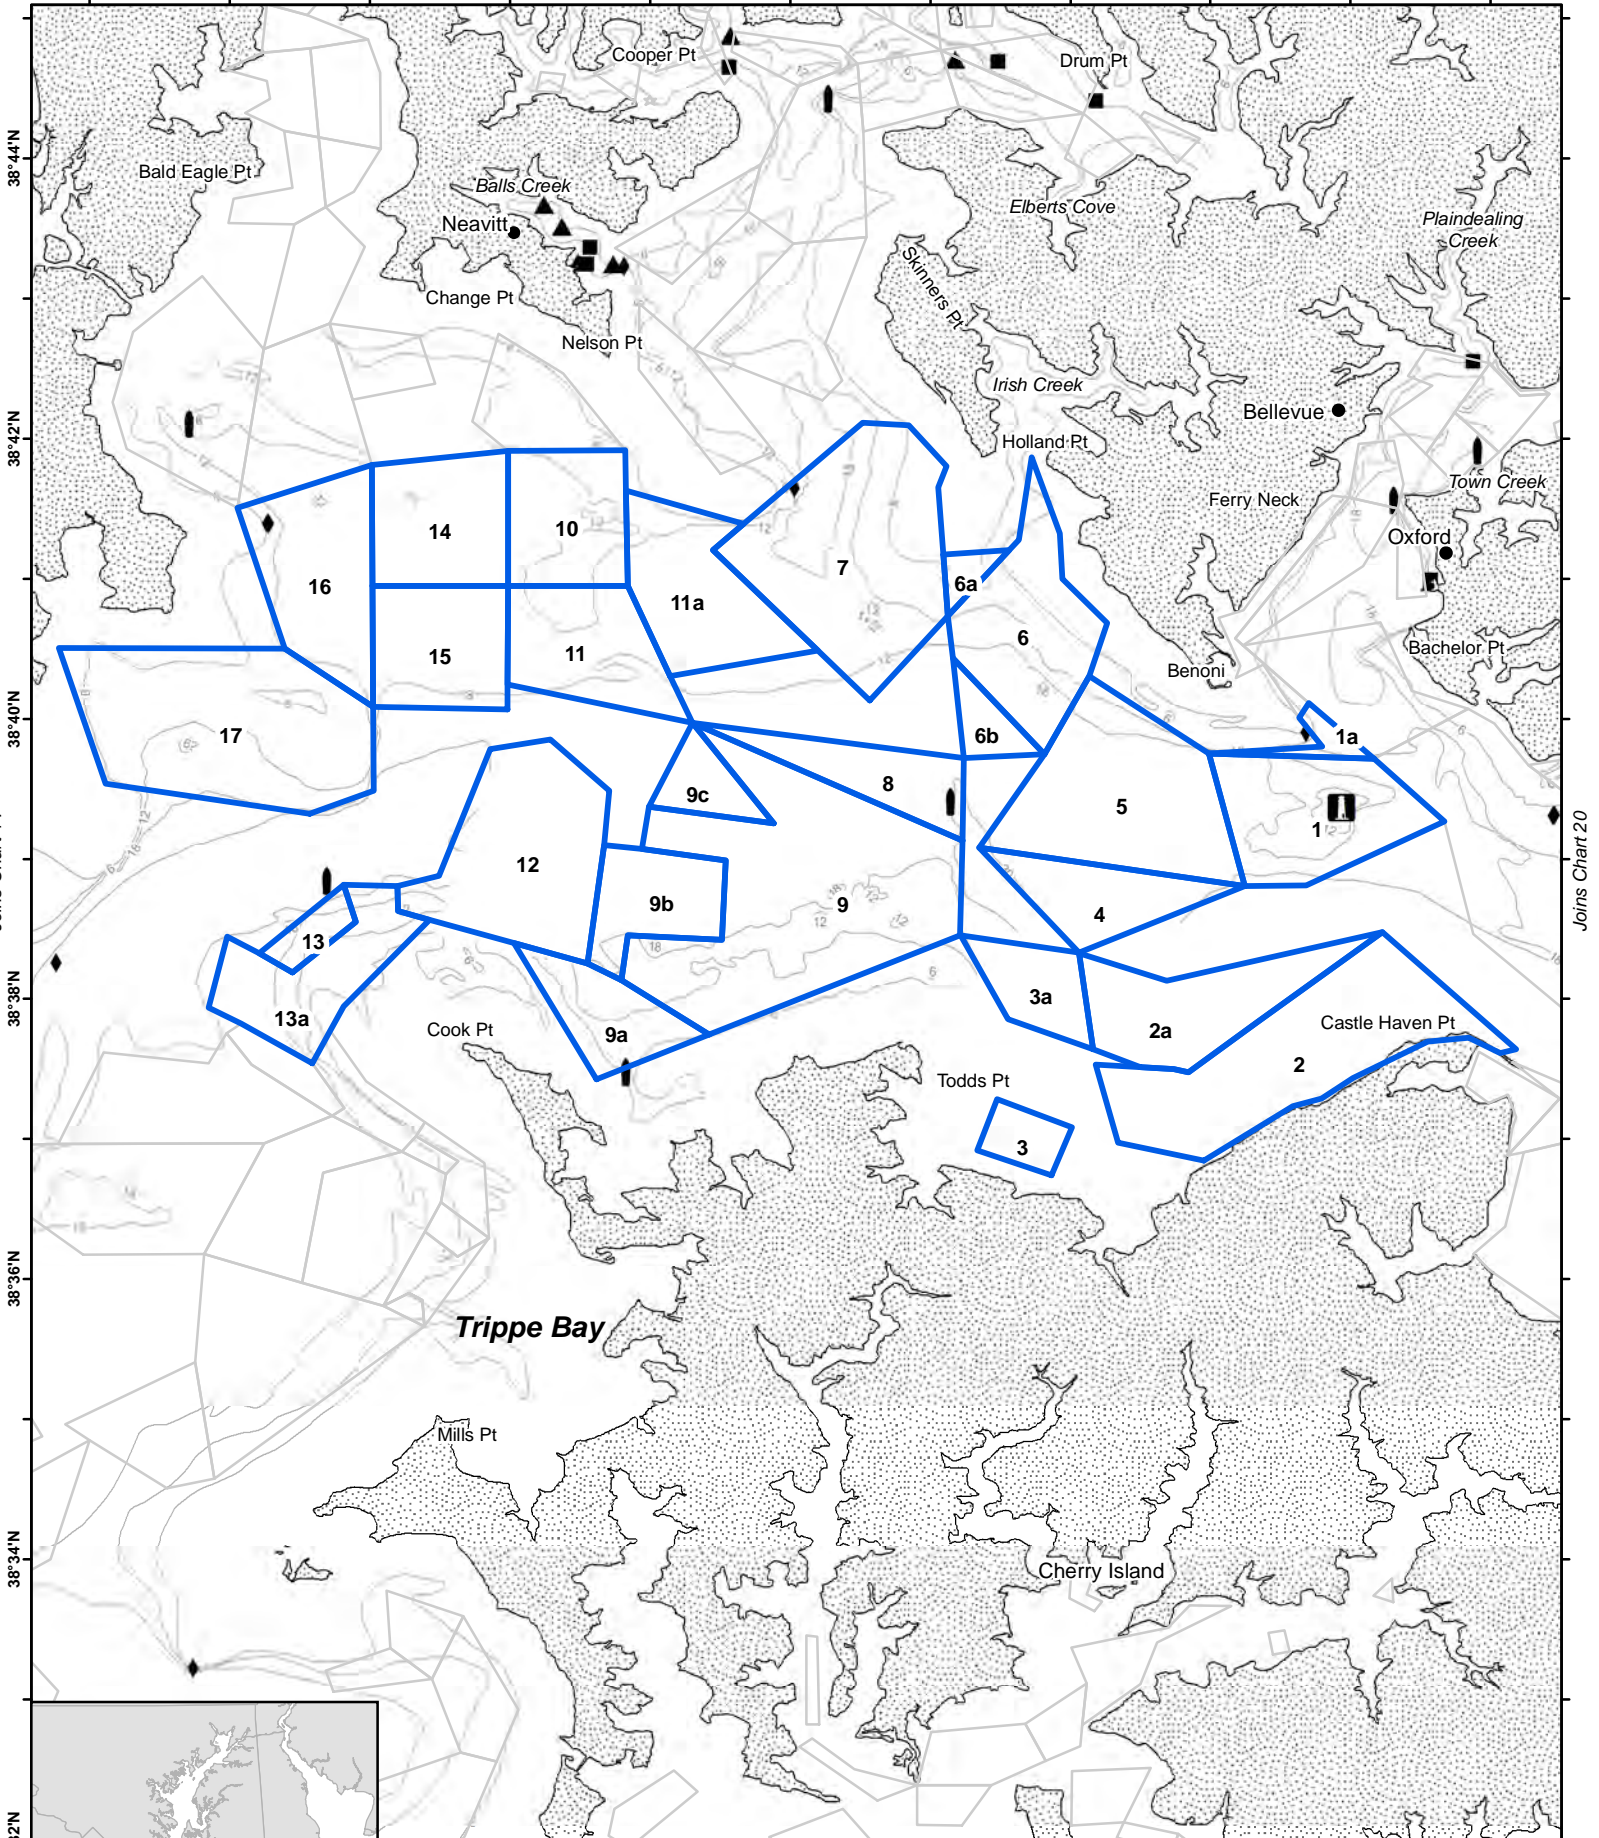 Cooper Pt
Drum Pt
38°44'N
Bald Eagle Pt
Balls Creek
Elberts Cove
Plaindealing
Creek
Neavitt
Skinners Pt
Change Pt
Nelson Pt
Irish Creek
Bellevue
38°42'N
Holland Pt
Town Creek
Ferry Neck
Oxford
14
10
7
16
6a
11a
6
15
11
Bachelor Pt
Benoni
38°40'N
17
6b
1a
8
9c
5
1
12
Joins Chart 20
9b
9
4
13
38°38'N
3a
13a
Cook Pt
9a
2a
Castle Haven Pt
2
Todds Pt
3
38°36'N
Trippe Bay
Mills Pt
38°34'N
Cherry Island